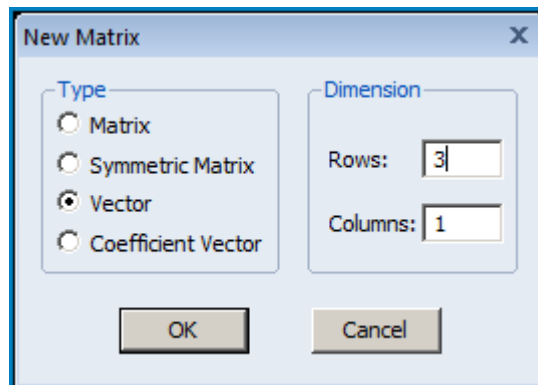 New Matrix
x
Type
Matrix
Symmetric Matrix
Vector
Coefficient Vector
Dimension
Rows: 3
Columns: 1
OK
Cancel